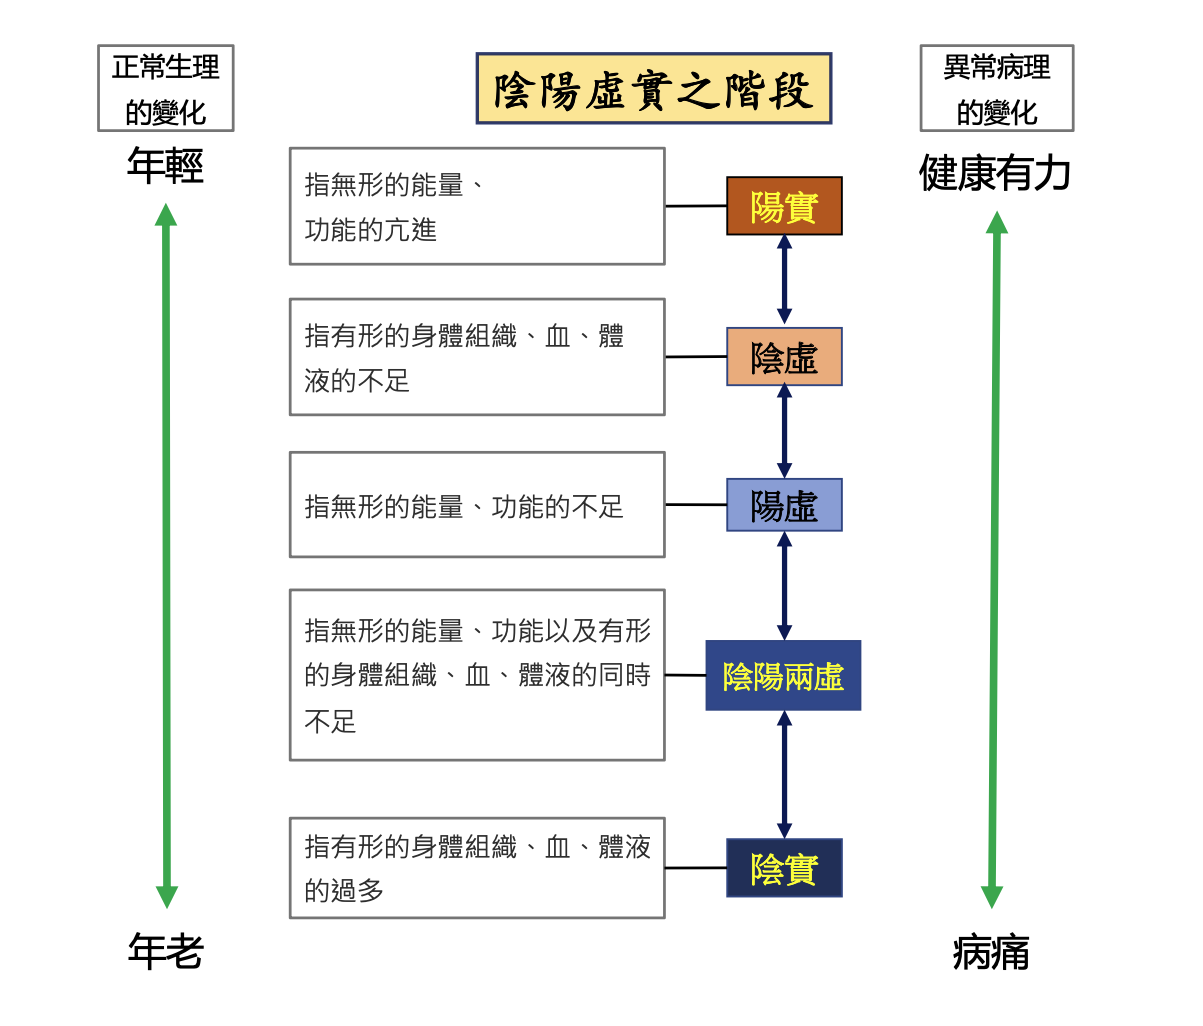 陰陽虛實之階段
正常生理
的變化
年輕
年老
指無形的能量、
功能的亢進
陽實
指有形的身體組織、血、體
液的不足
陰虛
指無形的能量、功能的不足
陽虛
指無形的能量、功能以及有形
的身體組織、血、體液的同時
不足
陰陽兩虛
指有形的身體組織、血、體液
的過多
陰實
異常病理
的變化
健康有力
病痛